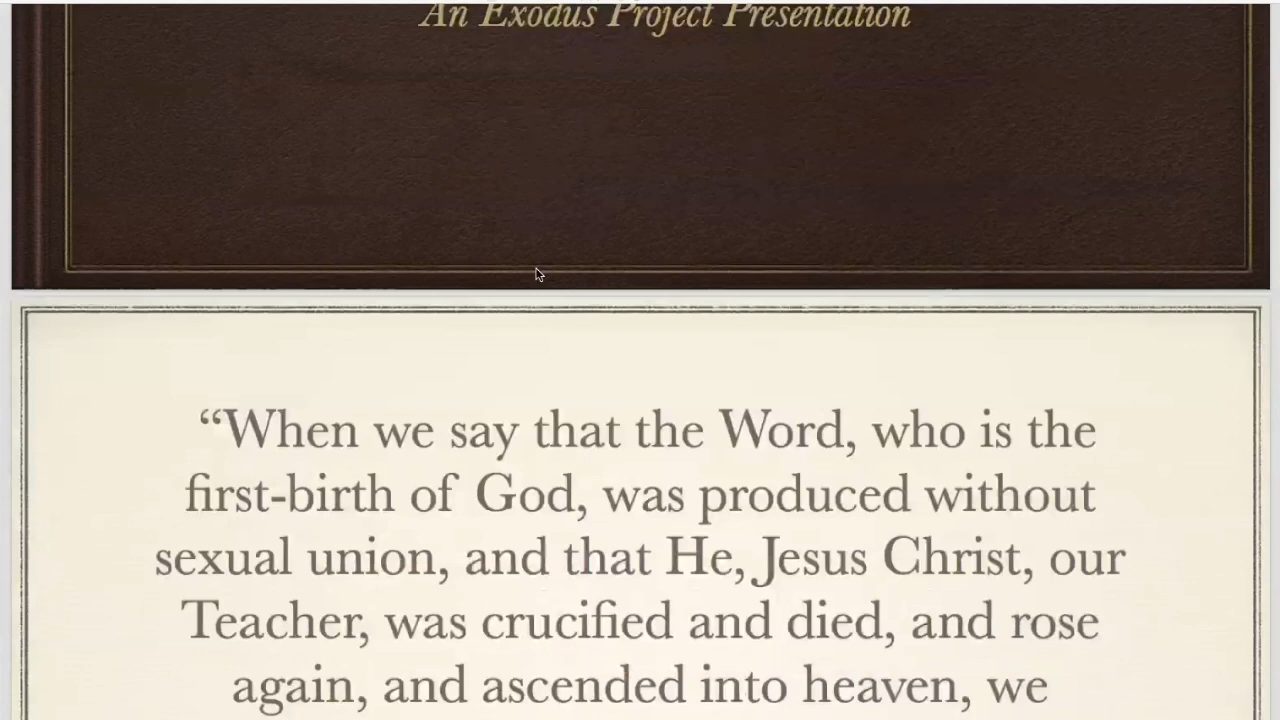 An Exodus Project Presentation
“When we say that the Word, who is the
first-birth of God, was produced without
sexual union, and that He, Jesus Christ, our
Teacher, was crucified and died, and rose
again, and ascended into heaven, we